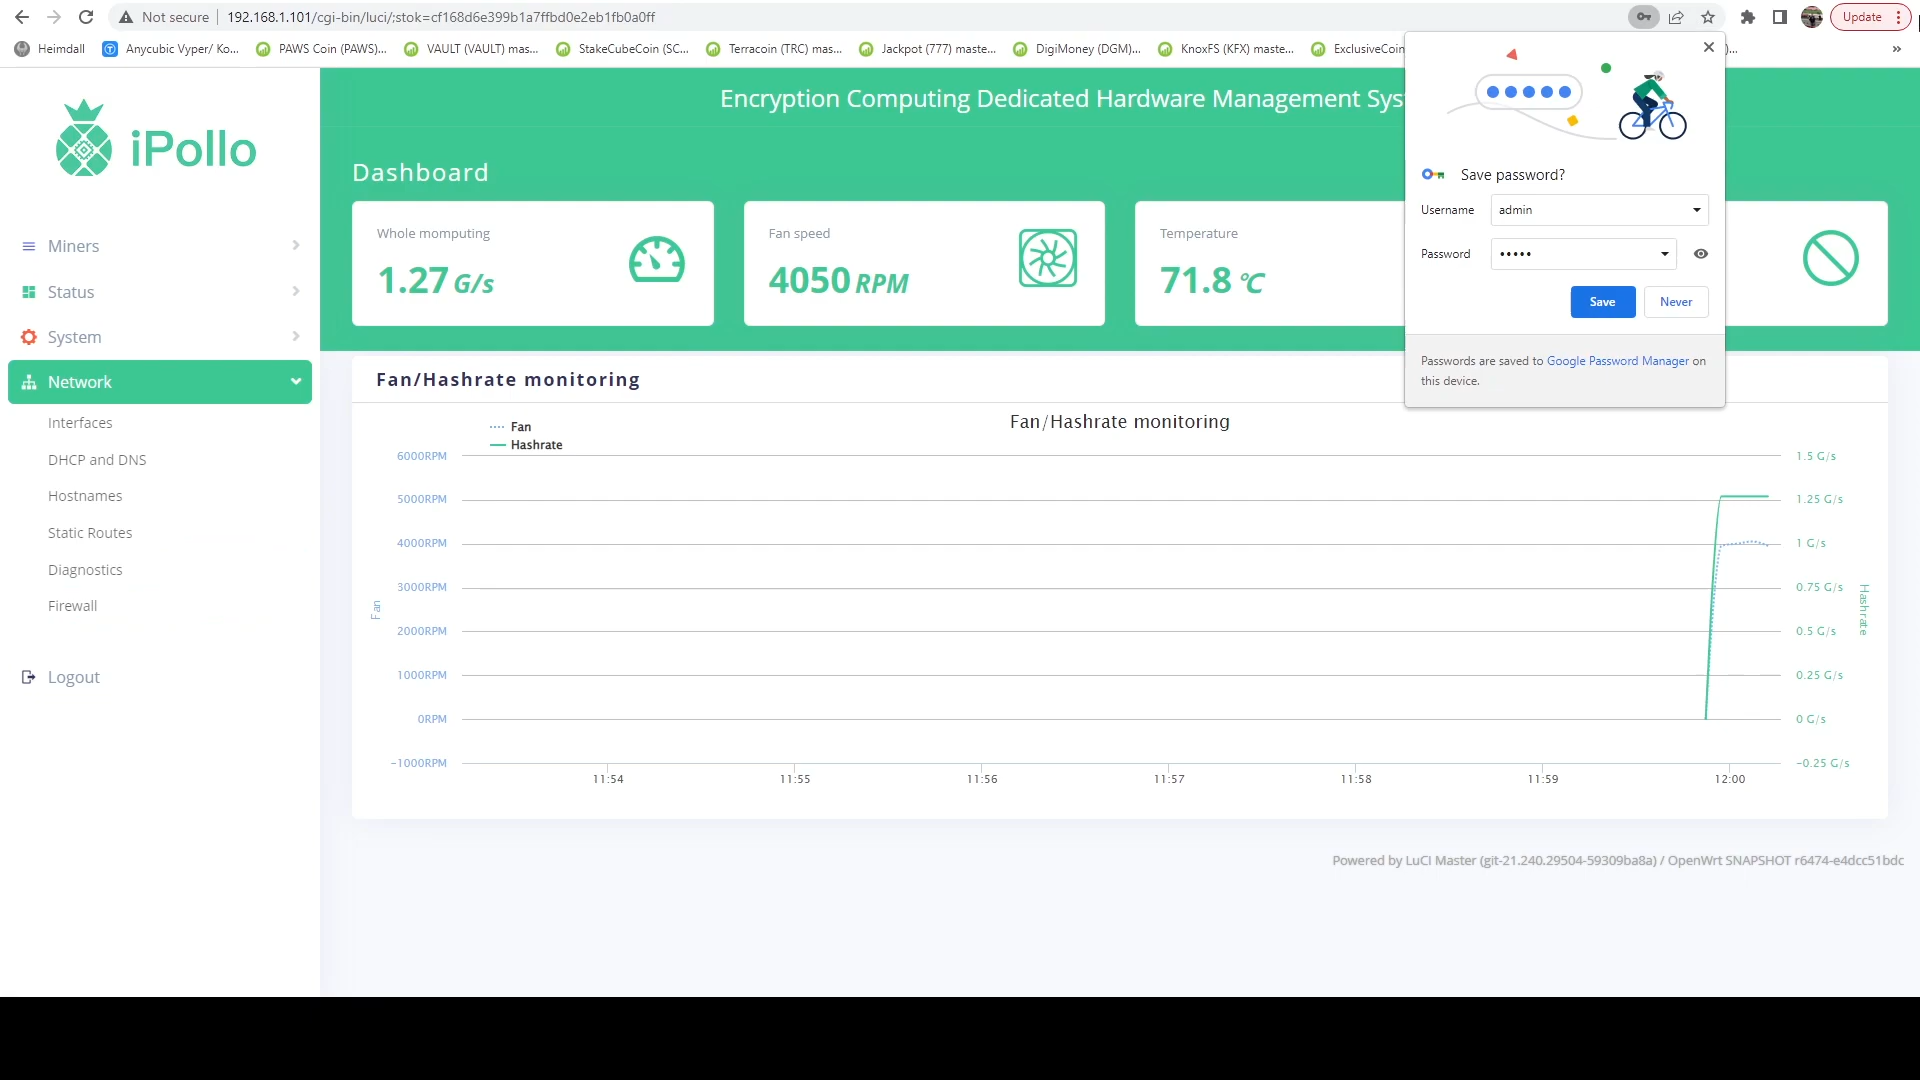 Not secure
192.168.1.101/cgi-bin/luci/;stok=cf168d6e399b1a7ffbd0e2eb1fb0a0ff
Update
Heimdall
Anycubic Vyper/ Ko...
PAWS Coin (PAWS)...
VAULT (VAULT) mas...
StakeCubeCoin (SC...
Terracoin (TRC) mas...
Jackpot (777) maste...
DigiMoney (DGM)...
KnoxFS (KFX) maste...
ExclusiveCoin
)...
»
iPollo
Miners
Status
System
Network
Interfaces
DHCP and DNS
Hostnames
Static Routes
Diagnostics
Firewall
Logout
Encryption Computing Dedicated Hardware Management Syst
Dashboard
Whole momputing
1.27 G/s
Fan speed
4050 RPM
Temperature
71.8 ℃
Save password?
Username
admin
Password
•••••
Save
Never
Passwords are saved to Google Password Manager on
this device.
Fan/Hashrate monitoring
Fan/Hashrate monitoring
Fan
Hashrate
6000RPM
5000RPM
4000RPM
3000RPM
2000RPM
1000RPM
0RPM
-1000RPM
Fan
1.5 G/s
1.25 G/s
1 G/s
0.75 G/s
0.5 G/s
0.25 G/s
0 G/s
-0.25 G/s
Hashrate
11:54
11:55
11:56
11:57
11:58
11:59
12:00
Powered by LuCI Master (git-21.240.29504-59309ba8a) / OpenWrt SNAPSHOT r6474-e4dcc51bdc